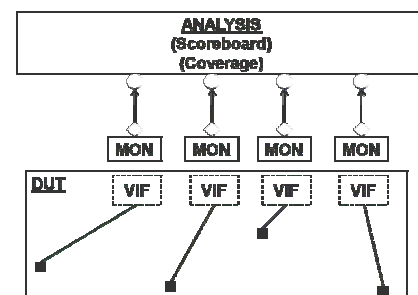 ANALYSIS
(Scoreboard)
(Coverage)
MON MON MON MON
DUT VIF VIF VIF VIF